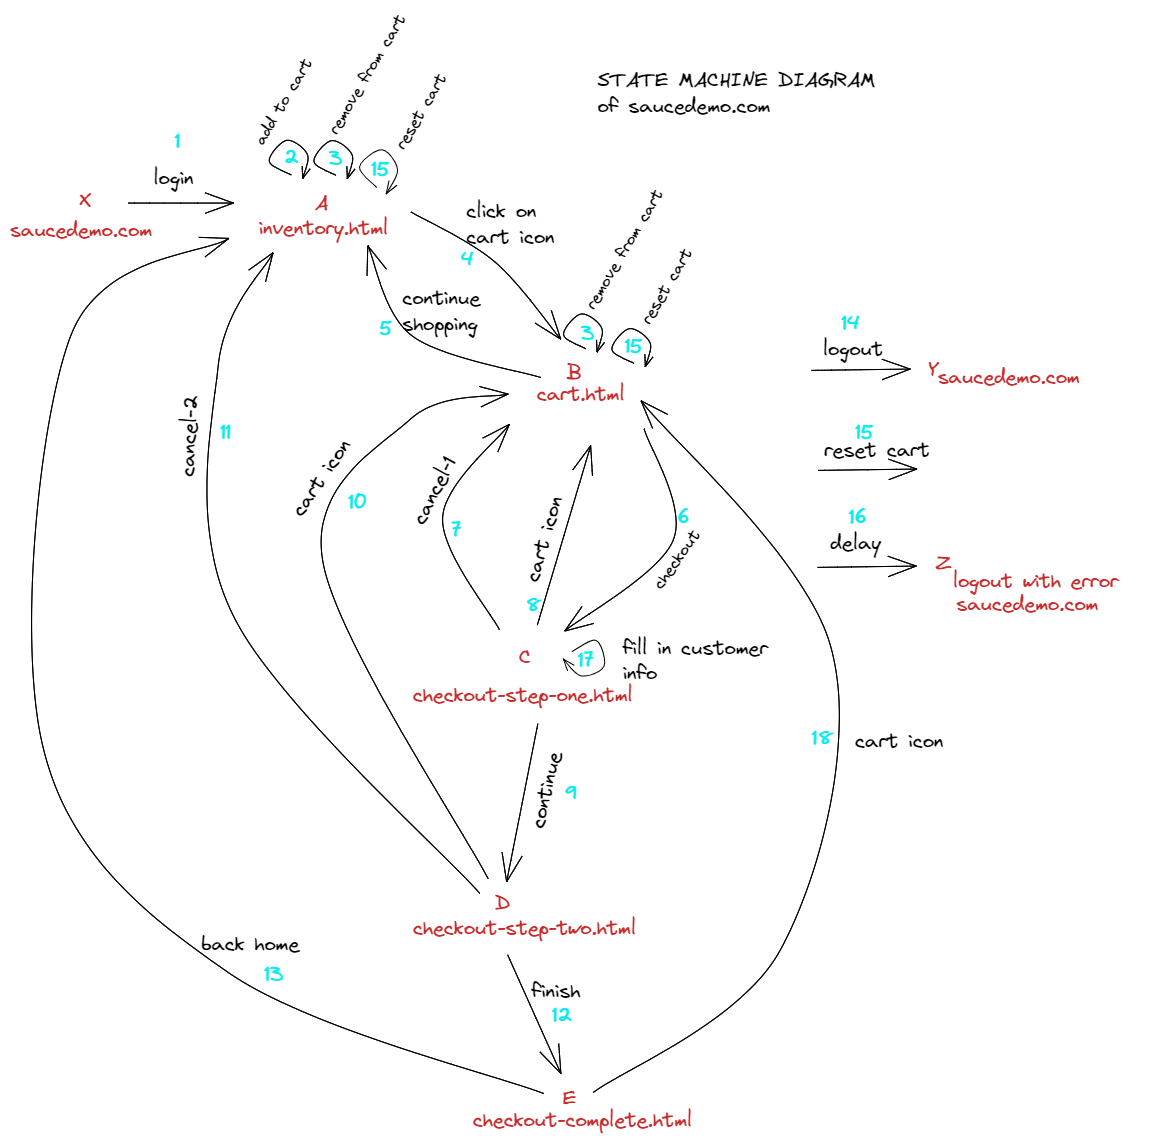 STATE MACHINE DIAGRAM
of saucedemo.com
add to cart
remove from cart
reset cart
2
3
15
1
login
X
saucedemo.com
A
inventory.html
click on
cart icon
4
continue
shopping
5
remove from cart
reset cart
3
15
B
cart.html
14
logout
Y
saucedemo.com
15
reset cart
16
delay
Z
logout with error
saucedemo.com
cancel-2
11
cart icon
10
cancel-1
7
cart icon
8
6
checkout
C
checkout-step-one.html
17
fill in customer
info
18
cart icon
continue
9
D
checkout-step-two.html
back home
13
finish
12
E
checkout-complete.html